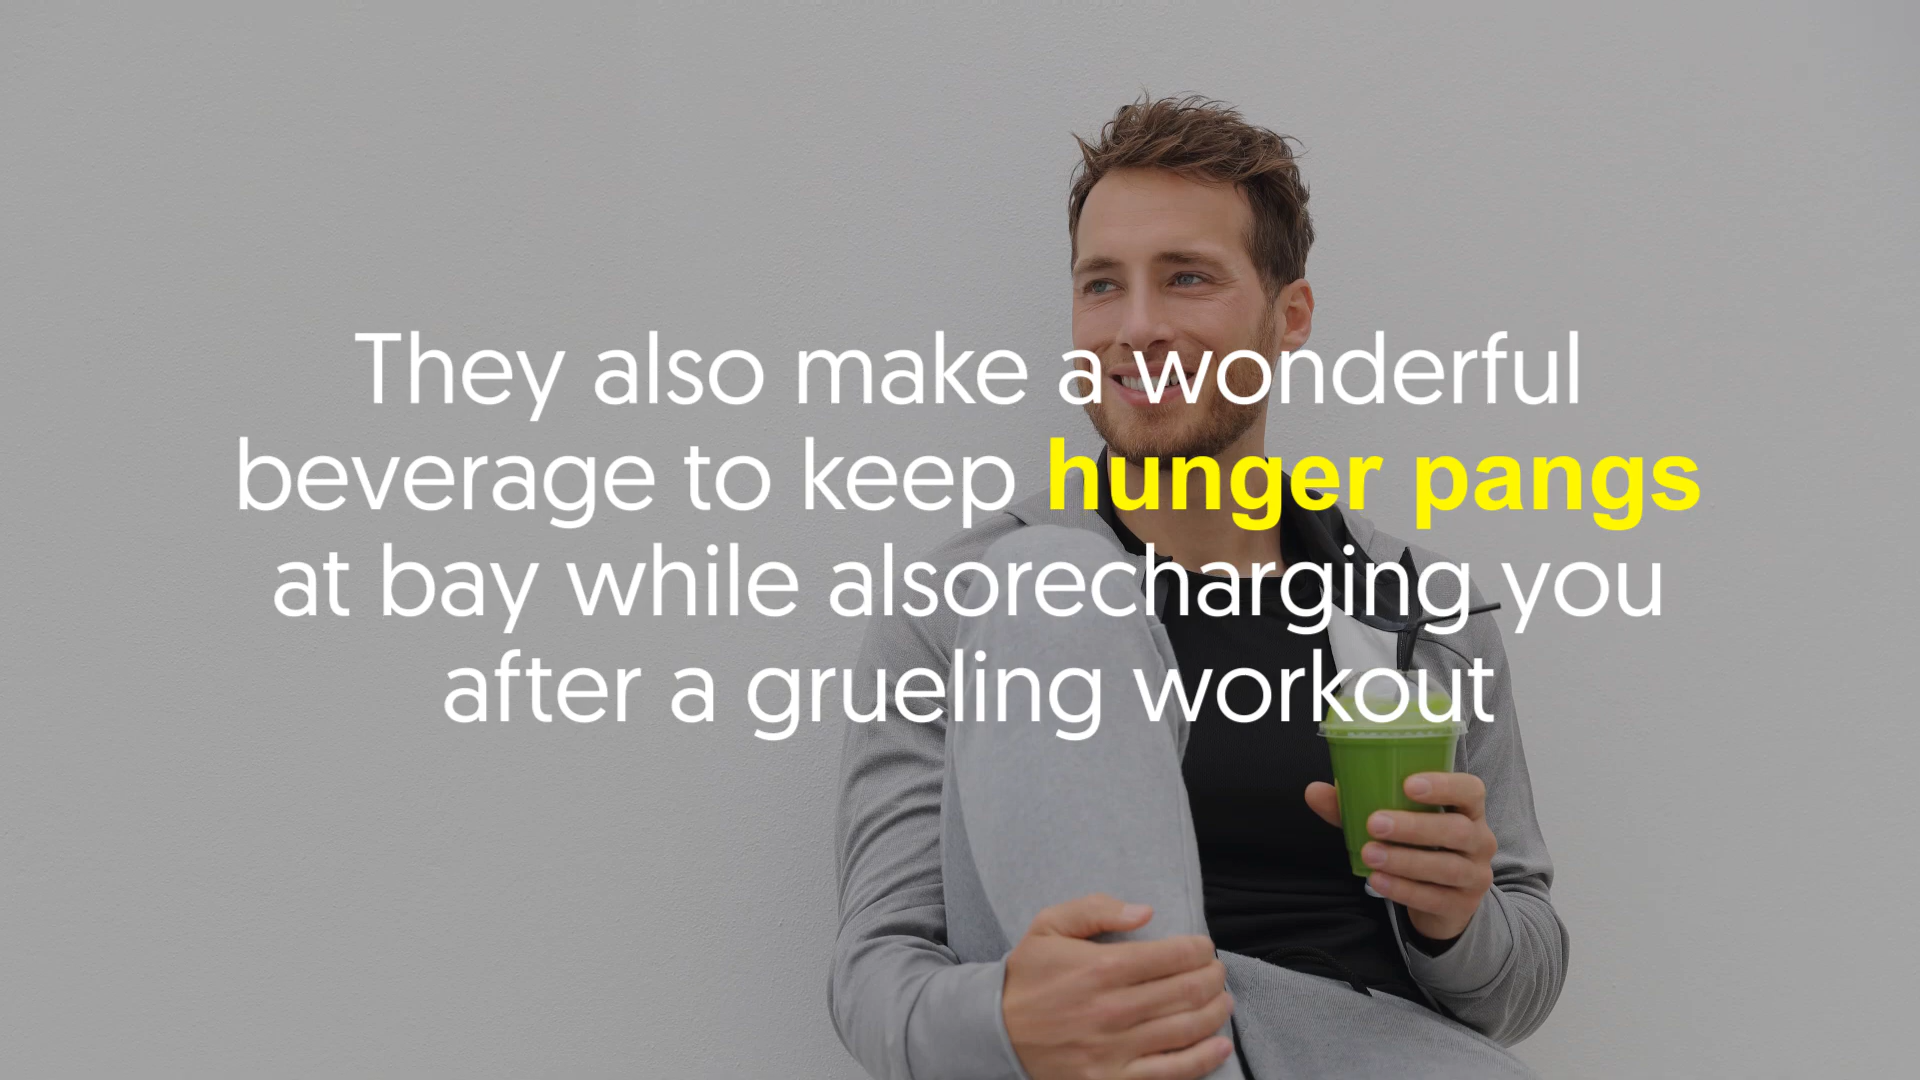 They also make a wonderful
beverage to keep hunger pangs
at bay while alsorecharging you
after a grueling workout